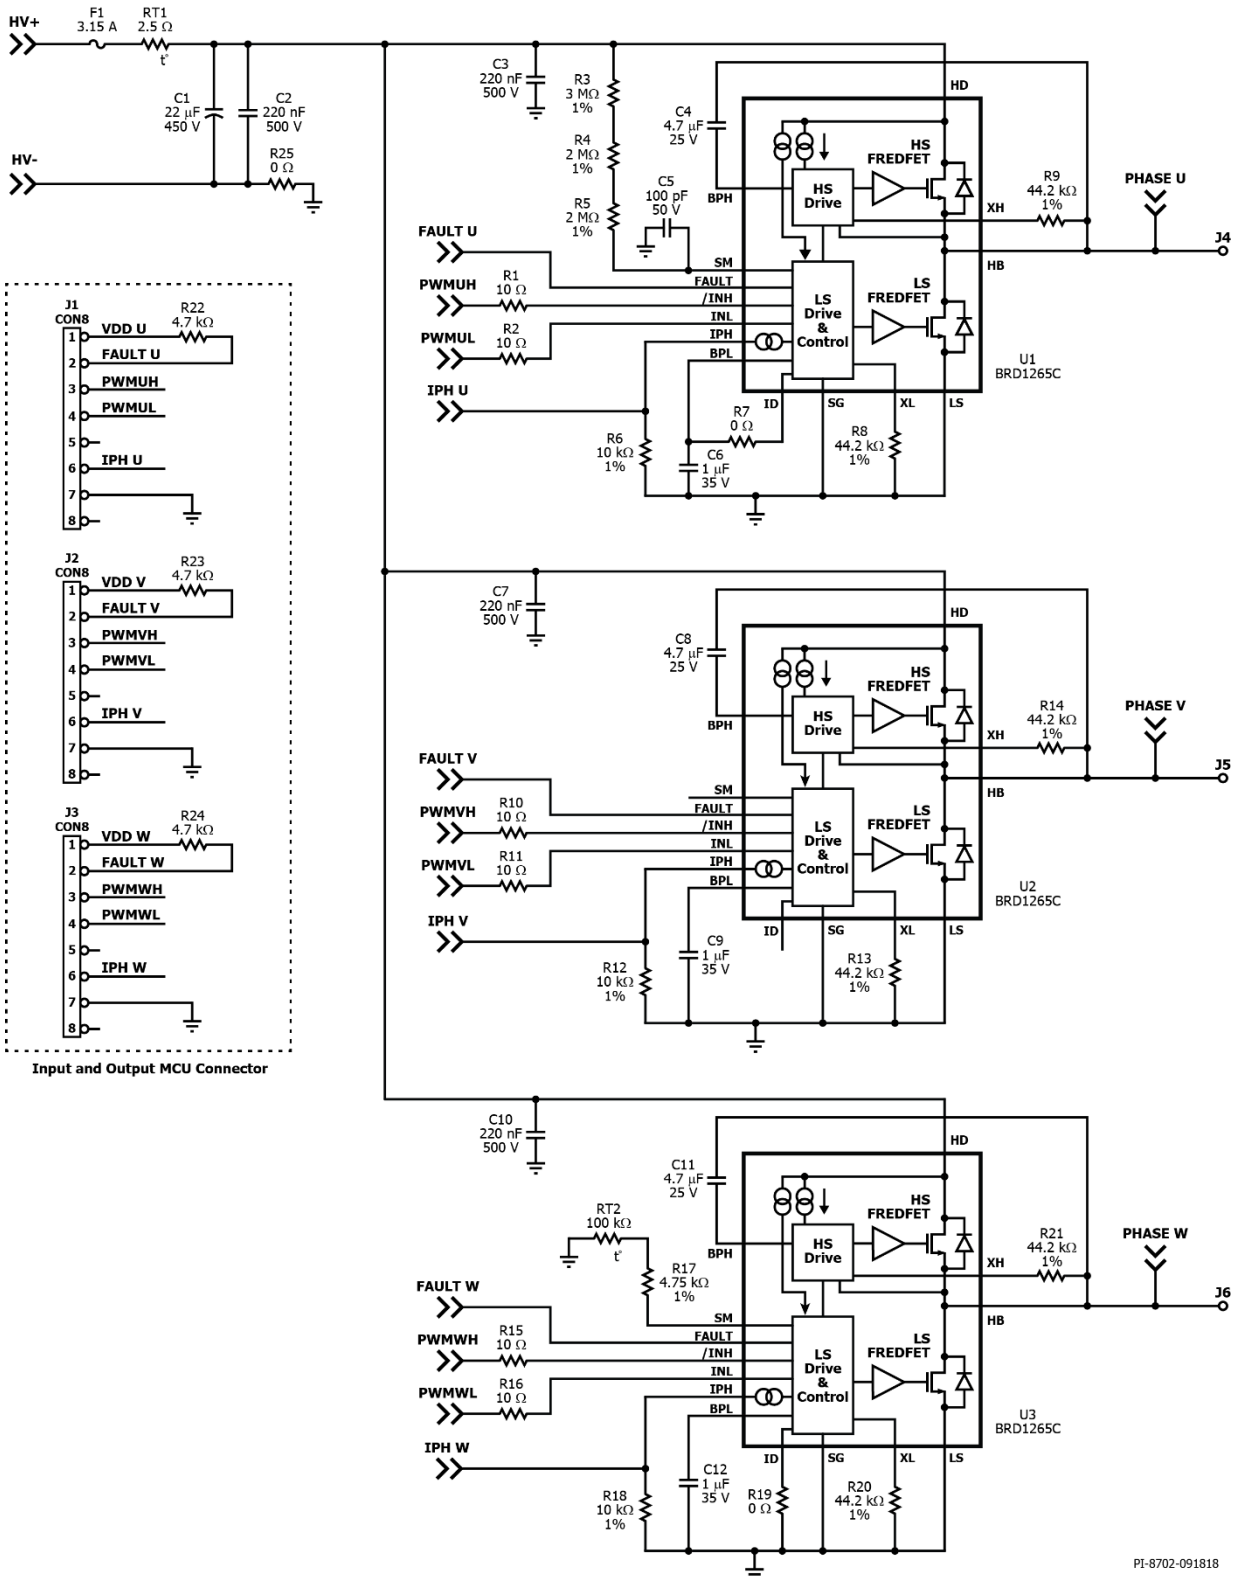 HV+
F1
3.15 A
RT1
2.5 Ω
t°
C1
22 μF
450 V
C2
220 nF
500 V
HV-
R25
0 Ω
C3
220 nF
500 V
R3
3 MΩ
1%
R4
2 MΩ
1%
R5
2 MΩ
1%
C5
100 pF
50 V
C4
4.7 μF
25 V
HD
HS
FREDFET
HS
Drive
BPH
XH
R9
44.2 kΩ
1%
PHASE U
J4
HB
FAULT U
PWMUH
R1
10 Ω
PWMUL
R2
10 Ω
IPH U
SM
FAULT
/INH
INL
IPH
BPL
LS
Drive
&
Control
LS
FREDFET
U1
BRD1265C
ID
SG
XL
LS
R7
0 Ω
R6
10 kΩ
1%
C6
1 μF
35 V
R8
44.2 kΩ
1%
J1
CON8
1
VDD U
R22
4.7 kΩ
2
FAULT U
3
PWMUH
4
PWMUL
5
6
IPH U
7
8
J2
CON8
1
VDD V
R23
4.7 kΩ
2
FAULT V
3
PWMVH
4
PWMVL
5
6
IPH V
7
8
J3
CON8
1
VDD W
R24
4.7 kΩ
2
FAULT W
3
PWMWH
4
PWMWL
5
6
IPH W
7
8
Input and Output MCU Connector
C7
220 nF
500 V
C8
4.7 μF
25 V
HD
HS
FREDFET
HS
Drive
BPH
XH
R14
44.2 kΩ
1%
PHASE V
J5
HB
FAULT V
PWMVH
R10
10 Ω
PWMVL
R11
10 Ω
IPH V
SM
FAULT
/INH
INL
IPH
BPL
LS
Drive
&
Control
LS
FREDFET
U2
BRD1265C
ID
SG
XL
LS
R12
10 kΩ
1%
C9
1 μF
35 V
R13
44.2 kΩ
1%
C10
220 nF
500 V
C11
4.7 μF
25 V
HD
HS
FREDFET
HS
Drive
BPH
XH
R21
44.2 kΩ
1%
PHASE W
J6
HB
RT2
100 kΩ
t°
R17
4.75 kΩ
1%
FAULT W
PWMWH
R15
10 Ω
PWMWL
R16
10 Ω
IPH W
SM
FAULT
/INH
INL
IPH
BPL
LS
Drive
&
Control
LS
FREDFET
U3
BRD1265C
ID
SG
XL
LS
R18
10 kΩ
1%
C12
1 μF
35 V
R19
0 Ω
R20
44.2 kΩ
1%
PI-8702-091818